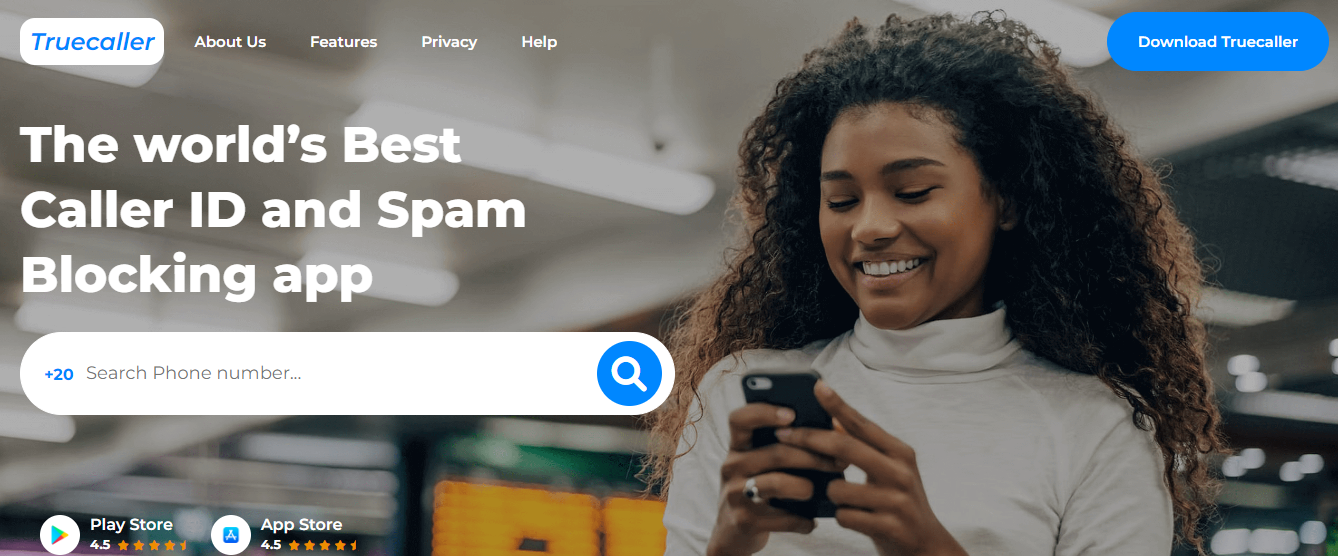 Truecaller
About Us
Features
Privacy
Help
Download Truecaller
The world’s Best
Caller ID and Spam
Blocking app
+20 Search Phone number...
Play Store
4.5
App Store
4.5